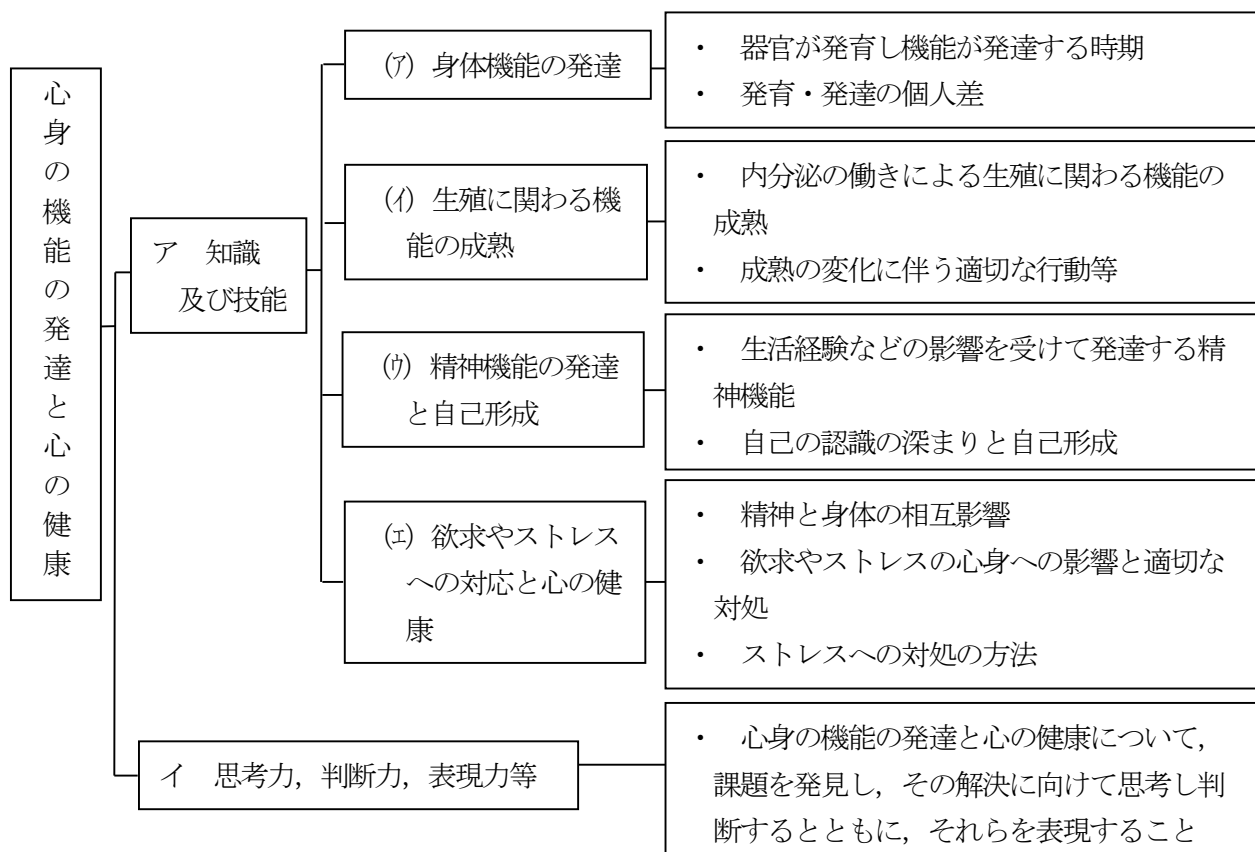 心身の機能の発達と心の健康
ア 知識
及び技能
㋐ 身体機能の発達
・ 器官が発育し機能が発達する時期
・ 発育・発達の個人差
㋑ 生殖に関わる機
能の成熟
・ 内分泌の働きによる生殖に関わる機能の
成熟
・ 成熟の変化に伴う適切な行動等
㋒ 精神機能の発達
と自己形成
・ 生活経験などの影響を受けて発達する精
神機能
・ 自己の認識の深まりと自己形成
㋓ 欲求やストレス
への対応と心の健
康
・ 精神と身体の相互影響
・ 欲求やストレスの心身への影響と適切な
対処
・ ストレスへの対処の方法
イ 思考力，判断力，表現力等
・ 心身の機能の発達と心の健康について，
課題を発見し，その解決に向けて思考し判
断するとともに，それらを表現すること